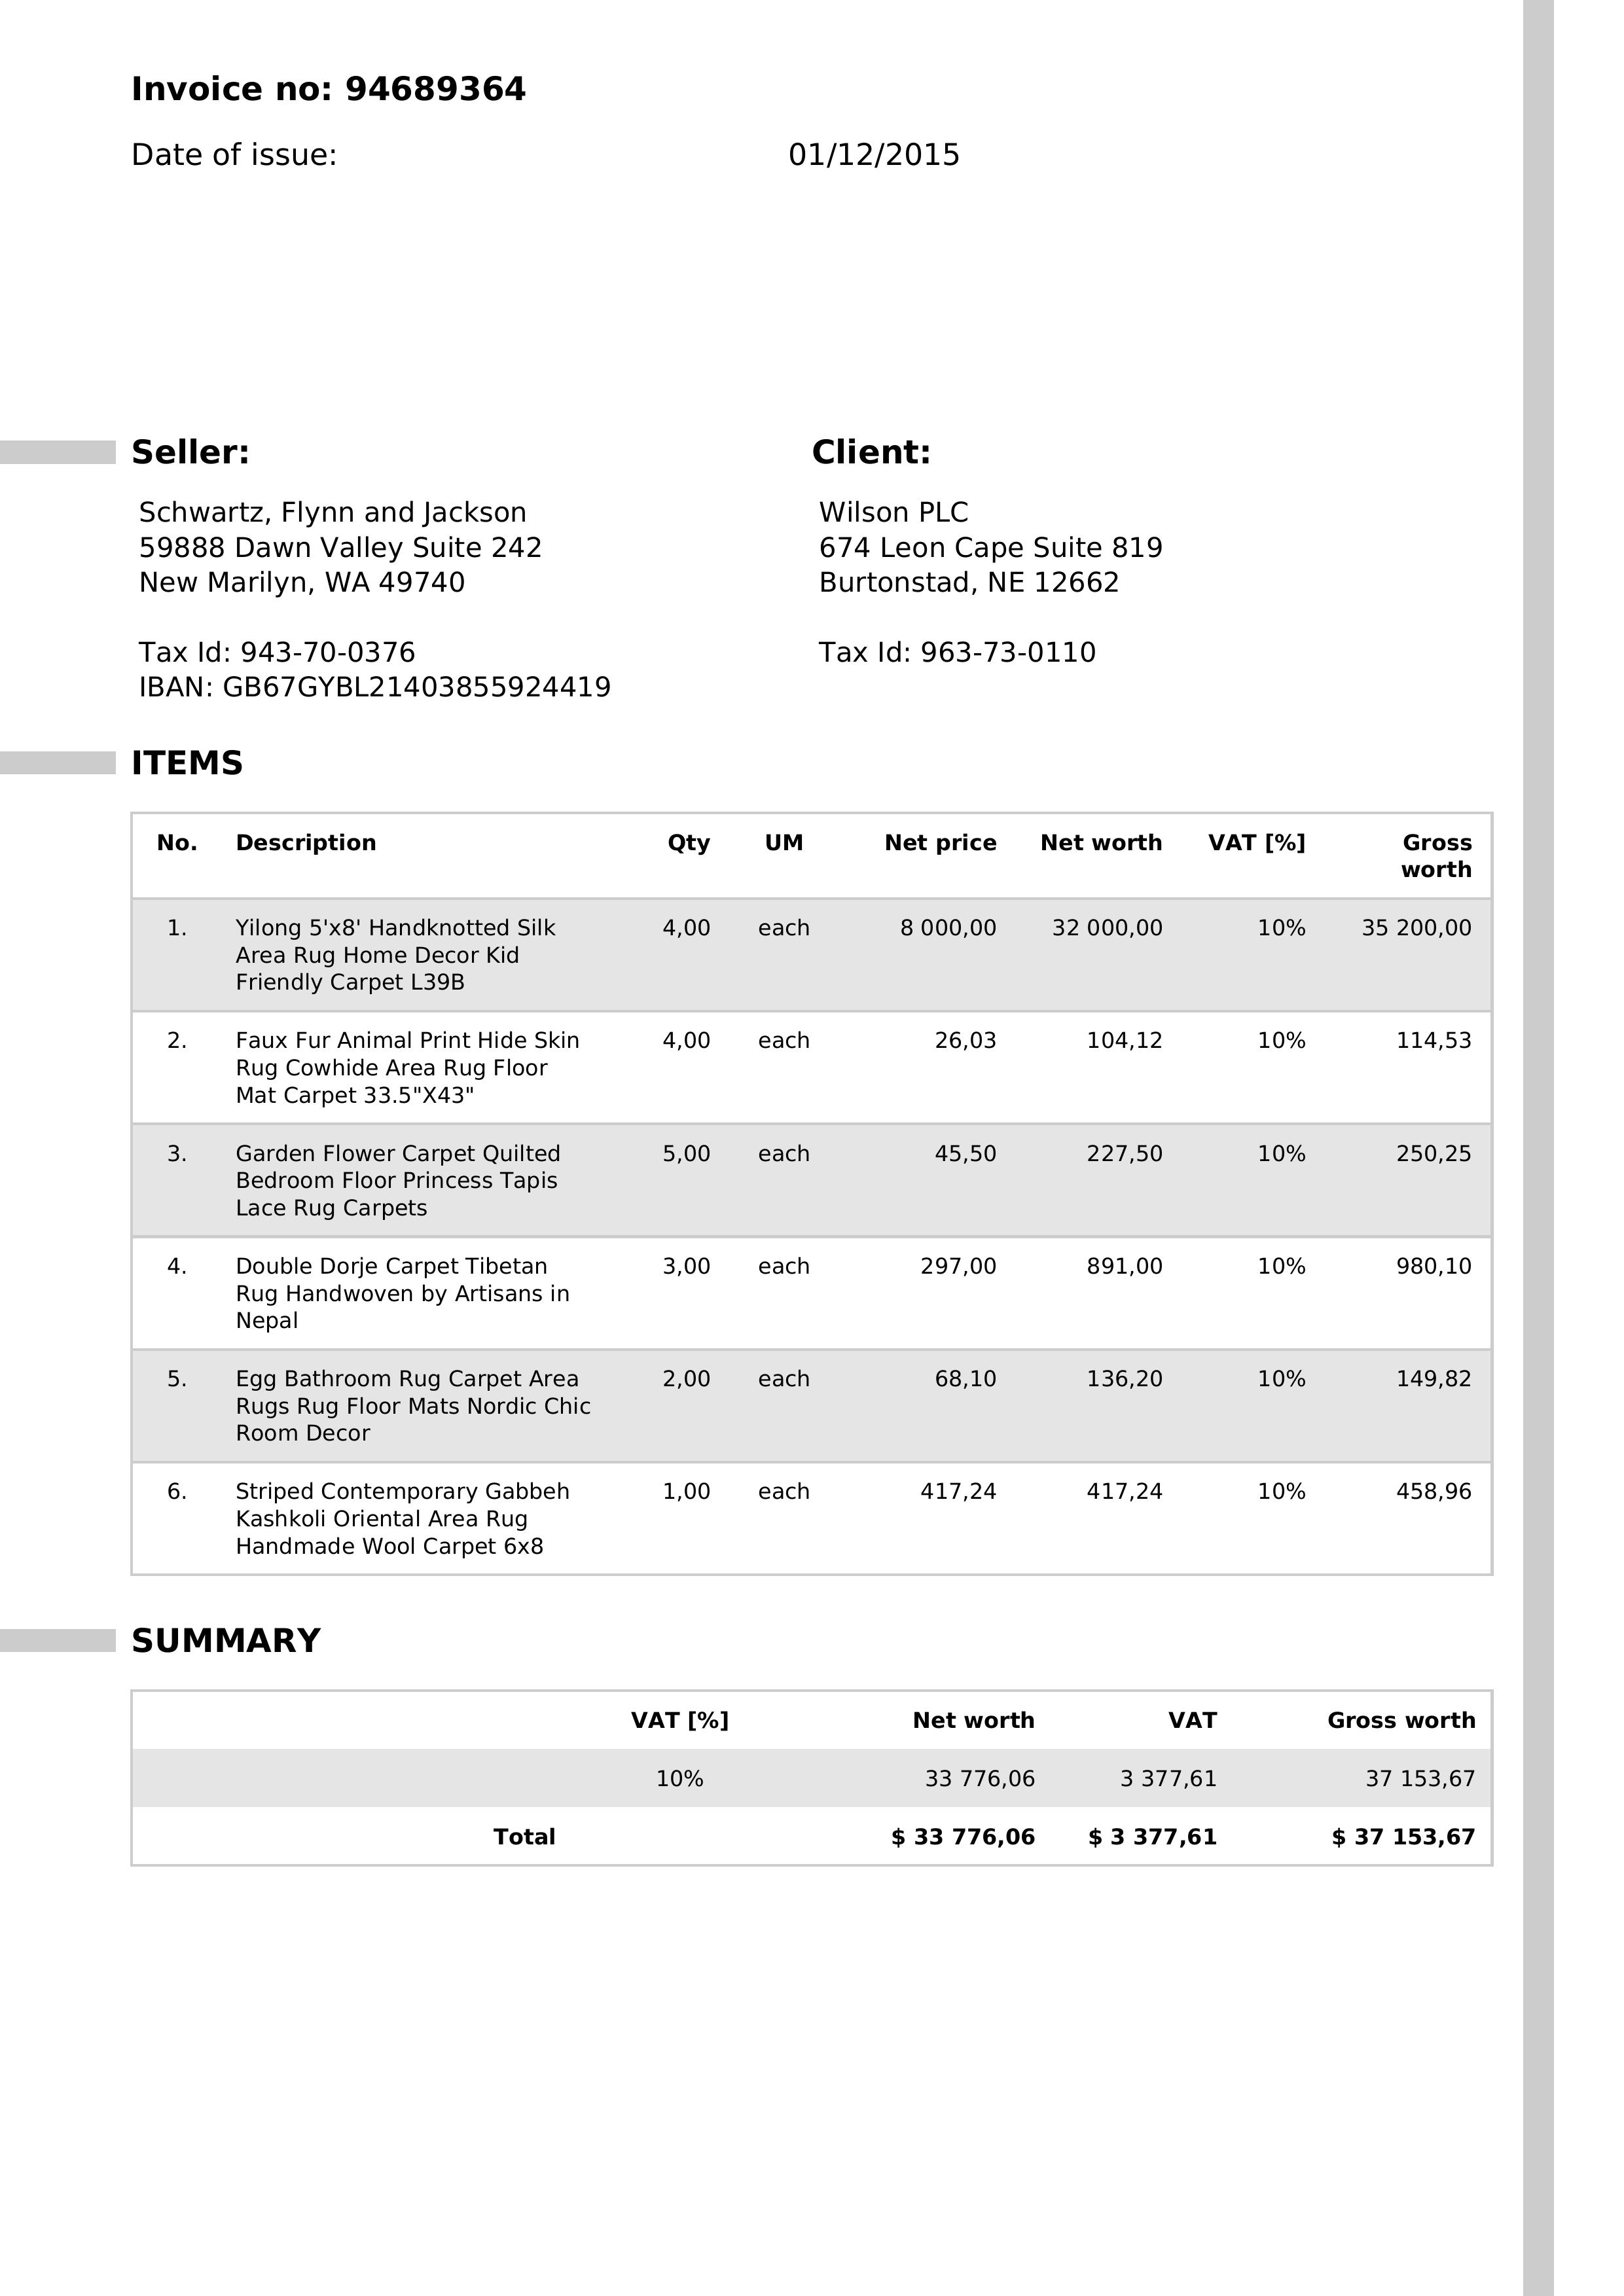 Invoice no: 94689364
Date of issue: 01/12/2015
Seller:
Schwartz, Flynn and Jackson
59888 Dawn Valley Suite 242
New Marilyn, WA 49740
Tax Id: 943-70-0376
IBAN: GB67GYBL21403855924419
Client:
Wilson PLC
674 Leon Cape Suite 819
Burtonstad, NE 12662
Tax Id: 963-73-0110
ITEMS
No. Description Qty UM Net price Net worth VAT [%] Gross
worth
1. Yilong 5'x8' Handknotted Silk 4,00 each 8 000,00 32 000,00 10% 35 200,00
Area Rug Home Decor Kid
Friendly Carpet L39B
2. Faux Fur Animal Print Hide Skin 4,00 each 26,03 104,12 10% 114,53
Rug Cowhide Area Rug Floor
Mat Carpet 33.5"X43"
3. Garden Flower Carpet Quilted 5,00 each 45,50 227,50 10% 250,25
Bedroom Floor Princess Tapis
Lace Rug Carpets
4. Double Dorje Carpet Tibetan 3,00 each 297,00 891,00 10% 980,10
Rug Handwoven by Artisans in
Nepal
5. Egg Bathroom Rug Carpet Area 2,00 each 68,10 136,20 10% 149,82
Rugs Rug Floor Mats Nordic Chic
Room Decor
6. Striped Contemporary Gabbeh 1,00 each 417,24 417,24 10% 458,96
Kashkoli Oriental Area Rug
Handmade Wool Carpet 6x8
SUMMARY
VAT [%] Net worth VAT Gross worth
10% 33 776,06 3 377,61 37 153,67
Total $ 33 776,06 $ 3 377,61 $ 37 153,67